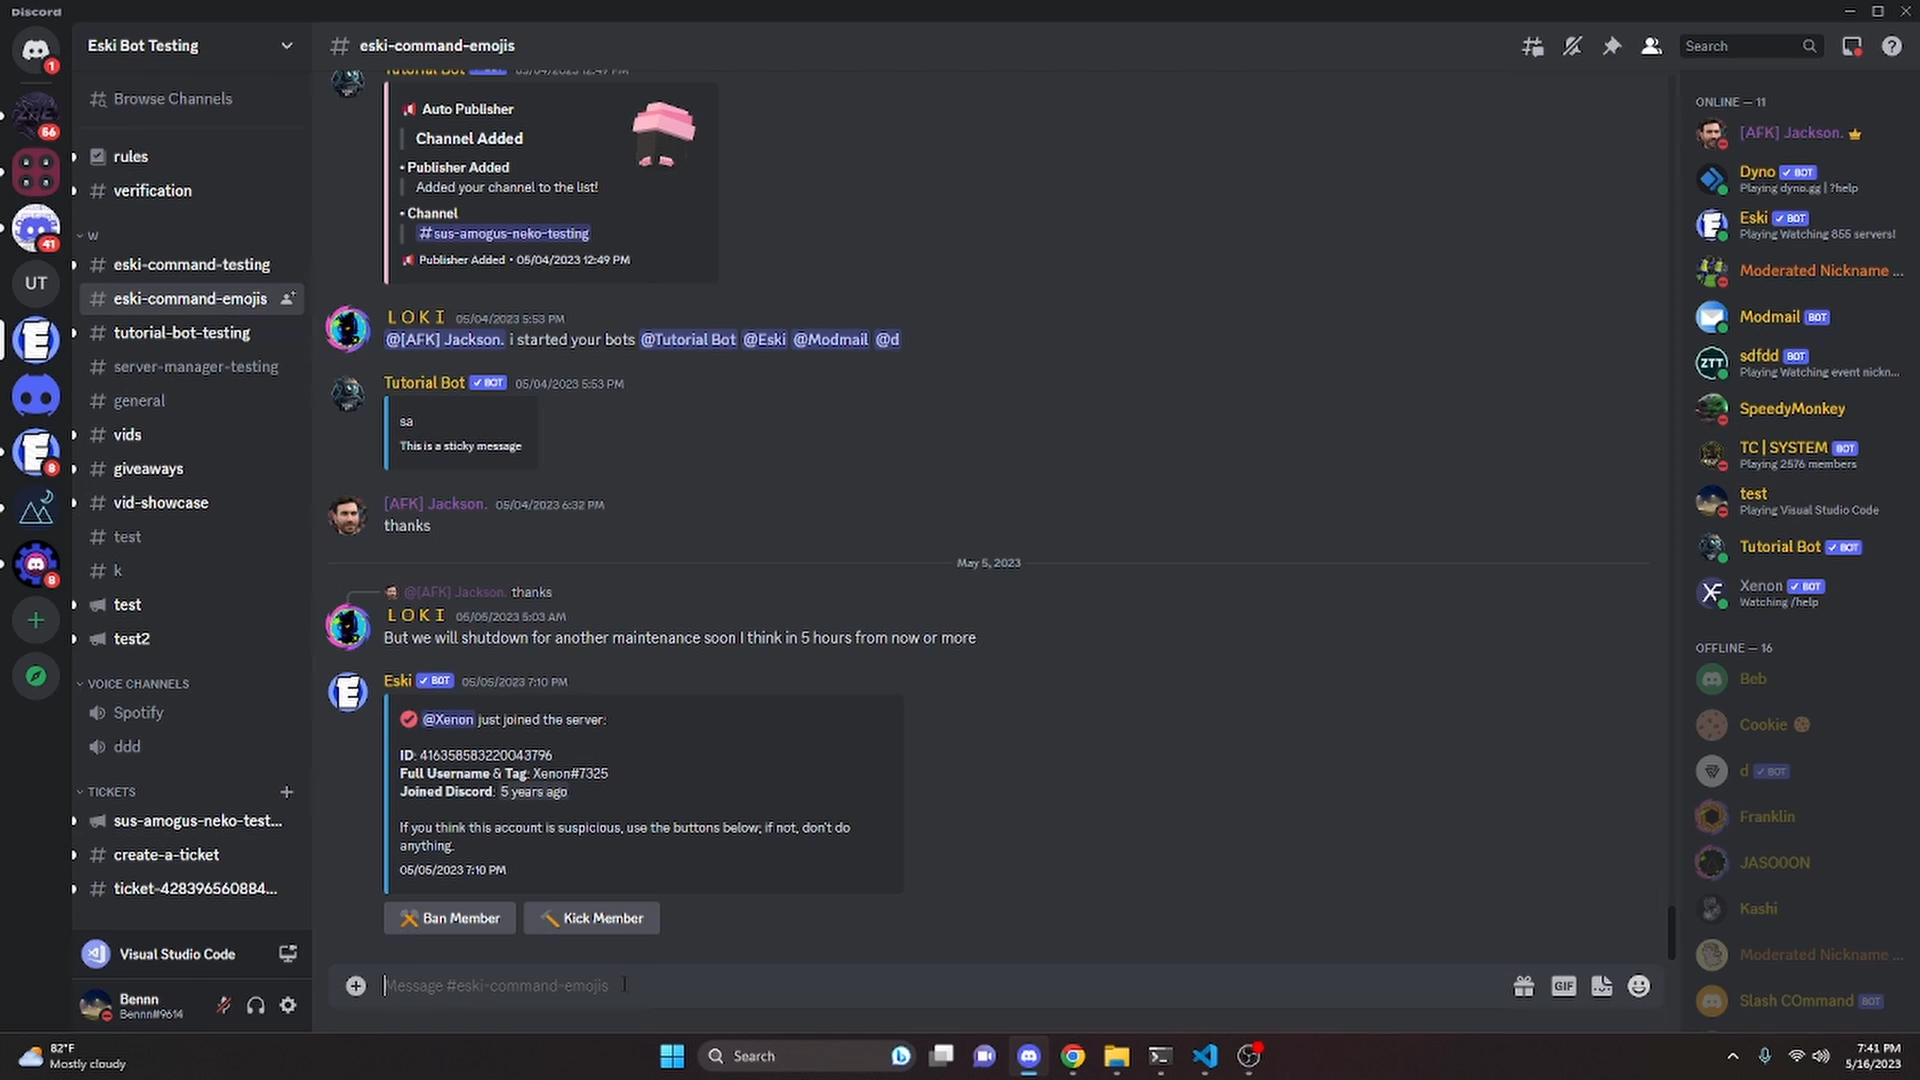 Discord
Eski Bot Testing
# eski-command-emojis
Search
1
56
41
UT
8
8
Browse Channels
rules
verification
W
eski-command-testing
eski-command-emojis
tutorial-bot-testing
server-manager-testing
general
vids
giveaways
vid-showcase
test
k
test
test2
VOICE CHANNELS
Spotify
ddd
TICKETS
sus-amogus-neko-test...
create-a-ticket
ticket-428396560884...
Visual Studio Code
Bennn
Bennn#9614
Tutorial Bot BOT 05/04/2023 12:49 PM
Auto Publisher
Channel Added
• Publisher Added
Added your channel to the list!
• Channel
#sus-amogus-neko-testing
Publisher Added • 05/04/2023 12:49 PM
L O K I 05/04/2023 5:53 PM
@[AFK] Jackson. i started your bots @Tutorial Bot @Eski @Modmail @d
Tutorial Bot BOT 05/04/2023 5:53 PM
sa
This is a sticky message
[AFK] Jackson. 05/04/2023 6:32 PM
thanks
May 5, 2023
@[AFK] Jackson. thanks
L O K I 05/05/2023 5:03 AM
But we will shutdown for another maintenance soon I think in 5 hours from now or more
Eski BOT 05/05/2023 7:10 PM
@Xenon just joined the server:
ID: 416358583220043796
Full Username & Tag: Xenon#7325
Joined Discord: 5 years ago
If you think this account is suspicious, use the buttons below; if not, don't do
anything.
05/05/2023 7:10 PM
Ban Member
Kick Member
Message #eski-command-emojis
GIF
ONLINE — 11
[AFK] Jackson.
Dyno BOT
Playing dyno.gg | ?help
Eski BOT
Playing Watching 855 servers!
Moderated Nickname ...
Modmail BOT
sdfdd BOT
Playing Watching event nickn...
SpeedyMonkey
TC | SYSTEM BOT
Playing 2576 members
test
Playing Visual Studio Code
Tutorial Bot BOT
Xenon BOT
Watching /help
OFFLINE — 16
Beb
Cookie
d BOT
Franklin
JASO0ON
Kashi
Moderated Nickname ...
Slash COmmand BOT
82°F
Mostly cloudy
Search
7:41 PM
5/16/2023